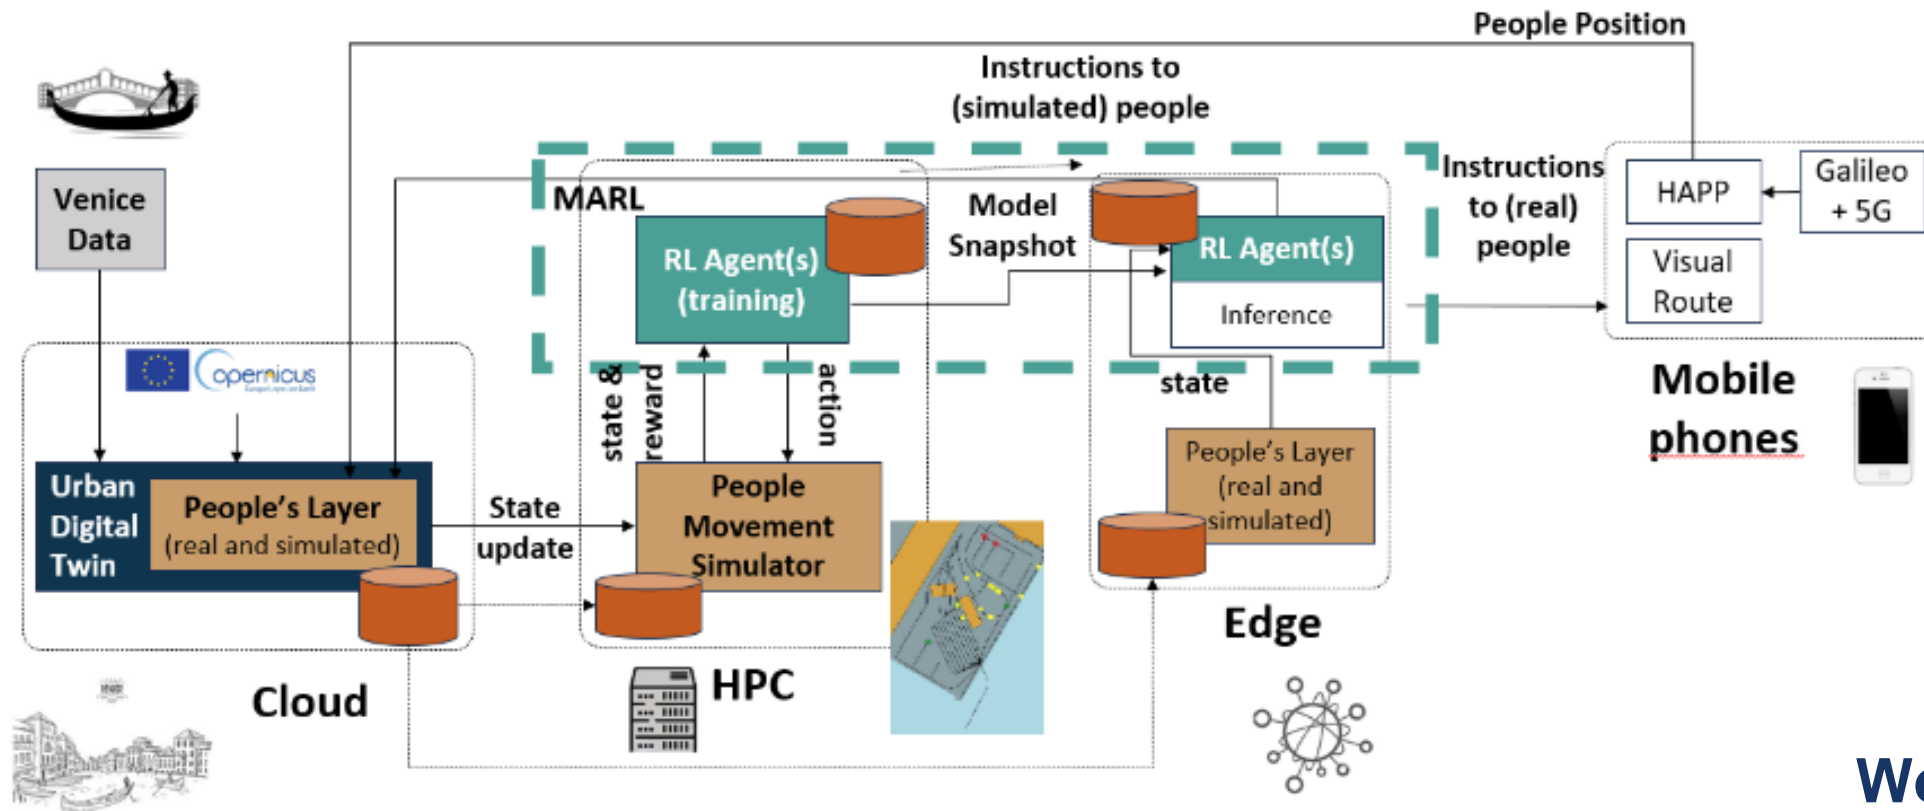 People Position
Instructions to
(simulated) people
Venice
Data
MARL
Model
Snapshot
Instructions
to (real)
people
HAPP
Galileo
+ 5G
Visual
Route
RL Agent(s)
(training)
RL Agent(s)
Inference
opernicus
state &
reward
action
state
Mobile
phones
Urban
Digital
Twin
People's Layer
(real and simulated)
State
update
People
Movement
Simulator
People's Layer
(real and
simulated)
Edge
Cloud
HPC
We